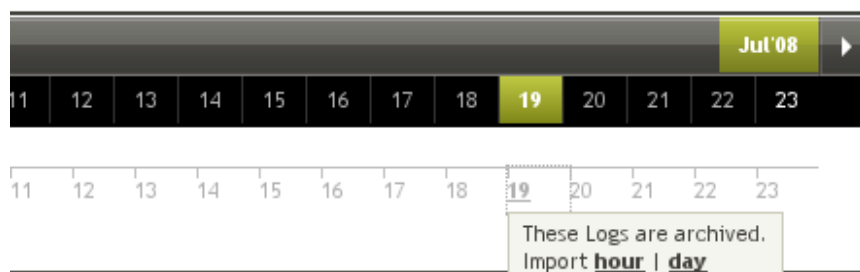 Jul'08
11 12 13 14 15 16 17 18 19 20 21 22 23
11 12 13 14 15 16 17 18 19 20 21 22 23
These Logs are archived.
Import hour | day